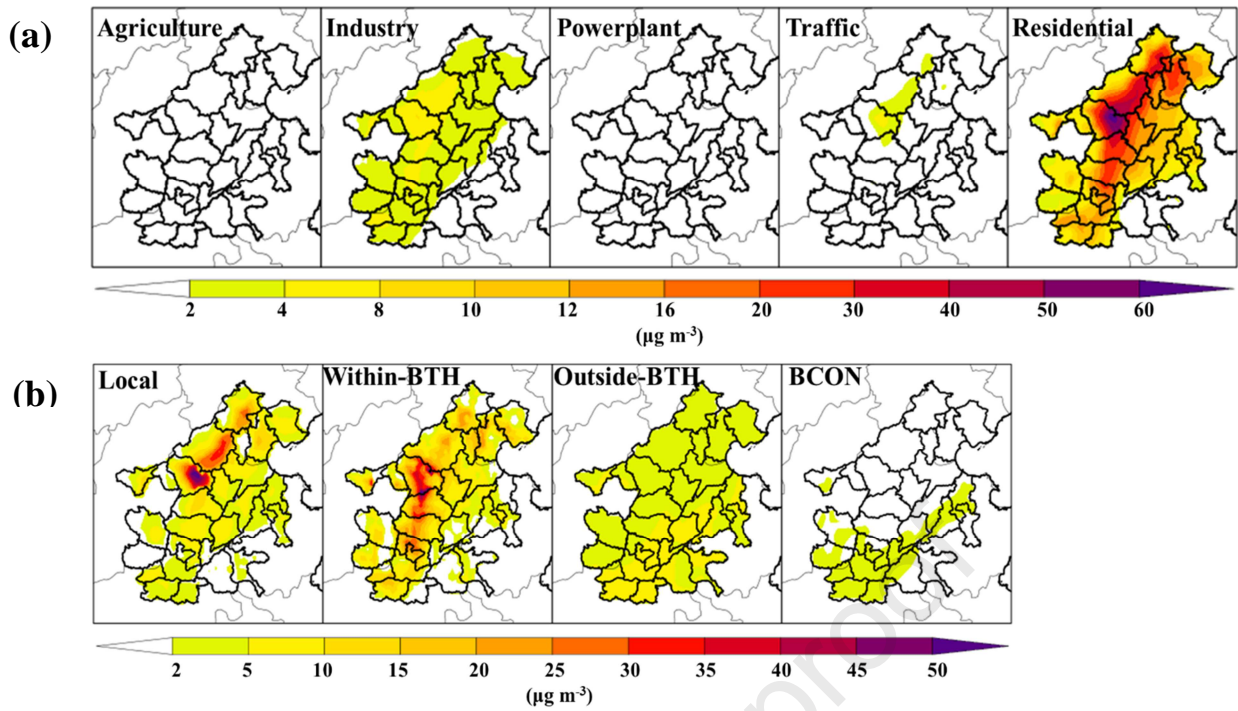 (a)
Agriculture Industry Powerplant Traffic Residential
2 4 8 10 12 16 20 30 40 50 60
(µg m⁻³)
(b)
Local Within-BTH Outside-BTH BCON
2 5 10 15 20 25 30 35 40 45 50
(µg m⁻³)